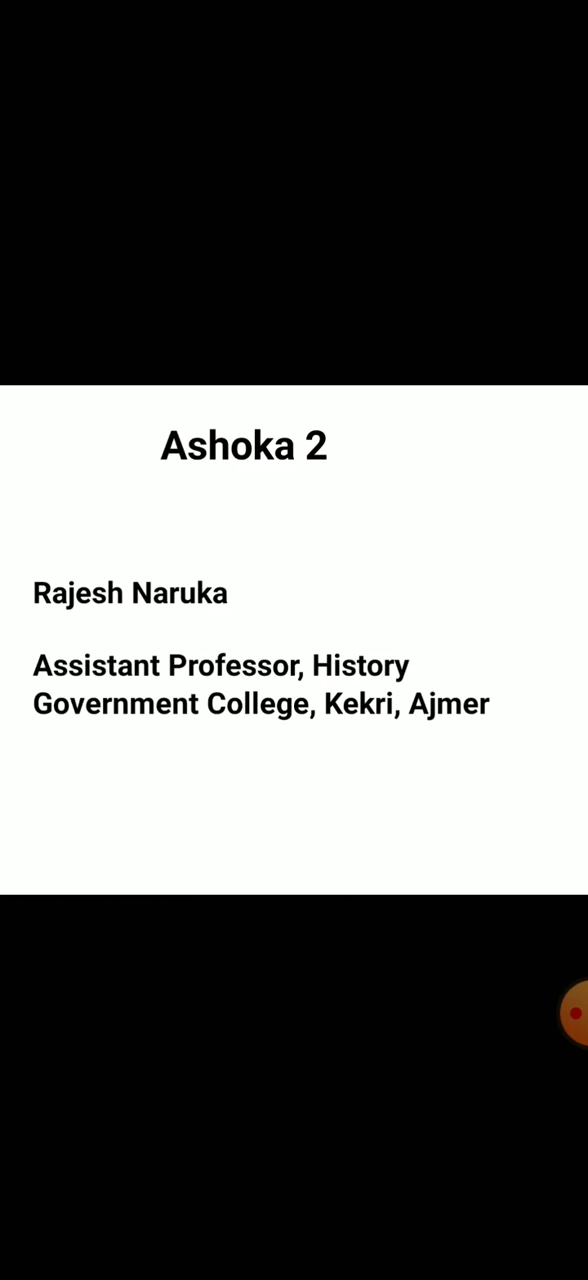 Ashoka 2
Rajesh Naruka
Assistant Professor, History
Government College, Kekri, Ajmer